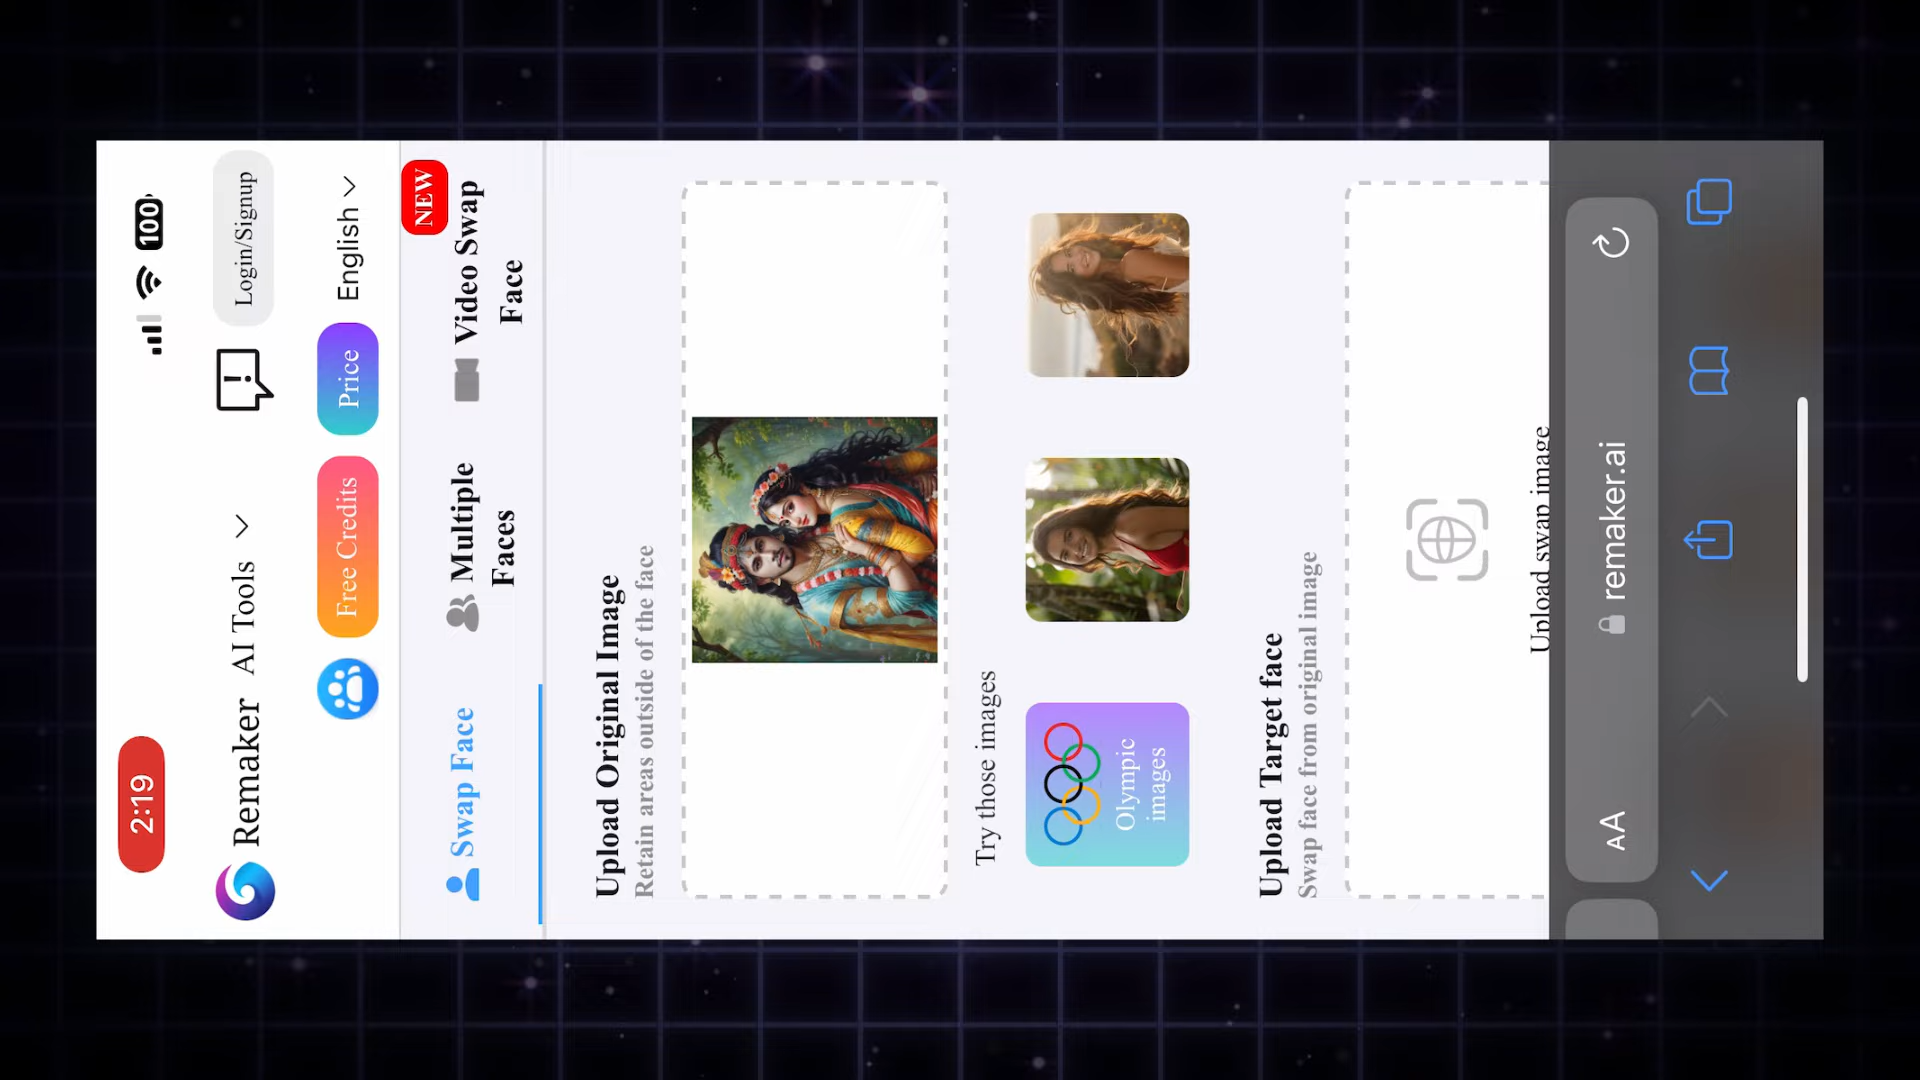 2:19
100
Remaker
AI Tools
Login/Signup
Free Credits
Price
English
Swap Face
Multiple
Faces
Video Swap
Face
NEW
Upload Original Image
Retain areas outside of the face
Try those images
Olympic
images
Upload Target face
Swap face from original image
Upload swap image
AA
remaker.ai